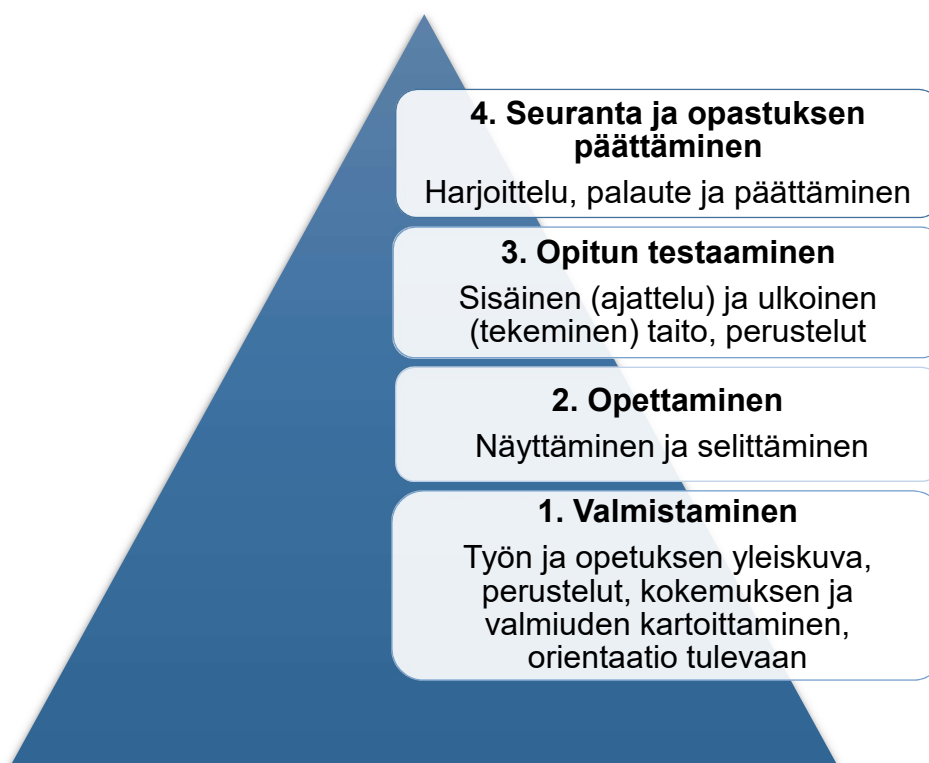 4. Seuranta ja opastuksen
päättäminen
Harjoittelu, palaute ja päättäminen
3. Opitun testaaminen
Sisäinen (ajattelu) ja ulkoinen
(tekeminen) taito, perustelut
2. Opettaminen
Näyttäminen ja selittäminen
1. Valmistaminen
Työn ja opetuksen yleiskuva,
perustelut, kokemuksen ja
valmiuden kartoittaminen,
orientaatio tulevaan